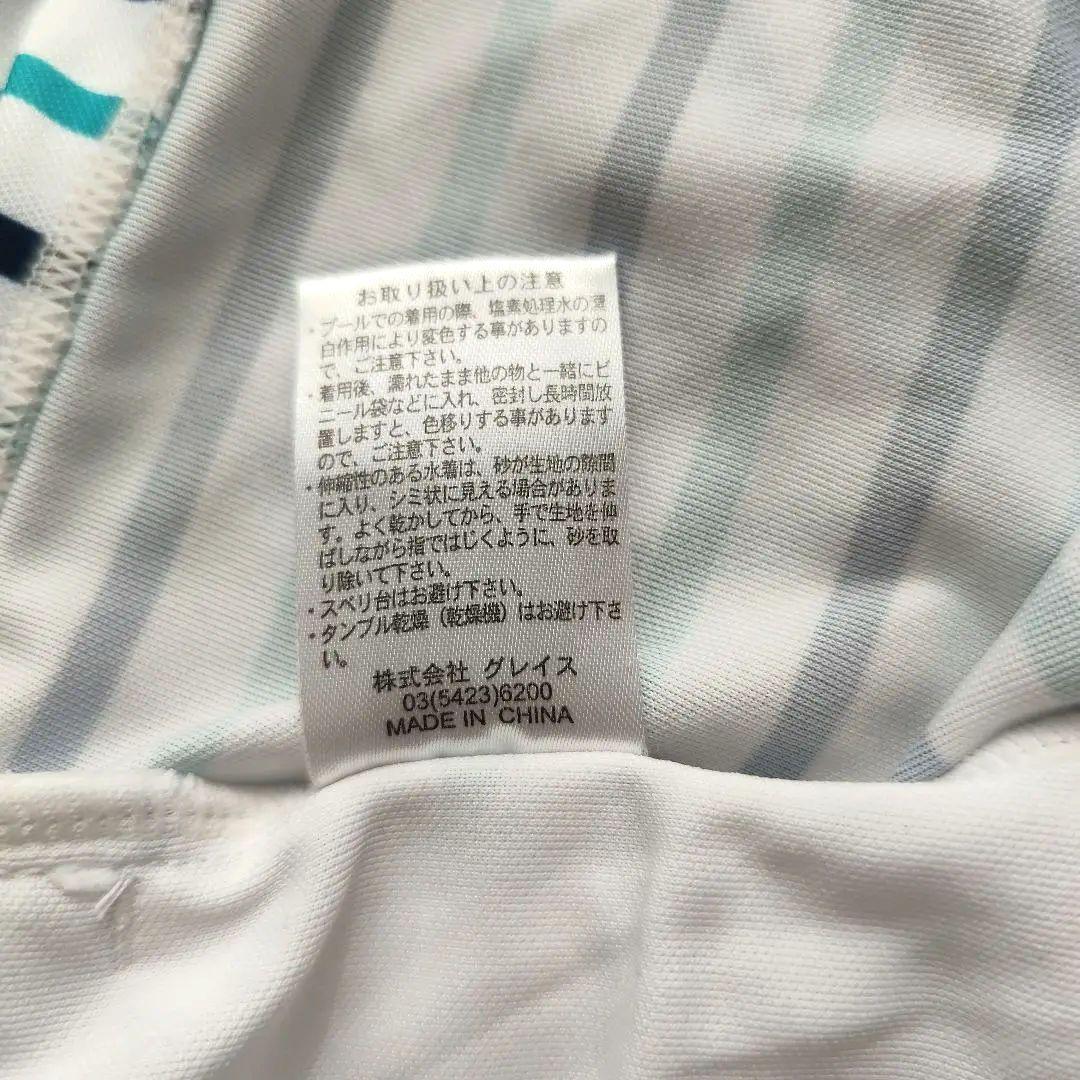 お取り扱い上の注意
・プールでの着用の際、塩素処理水の漂
白作用により変色する事がありますの
で、ご注意下さい。
・着用後、濡れたまま他の物と一緒にビ
ニール袋などに入れ、密封し長時間放
置しますと、色移りする事があります
ので、ご注意下さい。
・伸縮性のある水着は、砂が生地の隙間
に入り、シミ状に見える場合がありま
す。よく乾かしてから、手で生地を伸
ばしながら指ではじくように、砂を取
り除いて下さい。
・スベリ台はお避け下さい。
・タンブル乾燥（乾燥機）はお避け下さ
い。
株式会社 グレイス
03(5423)6200
MADE IN CHINA